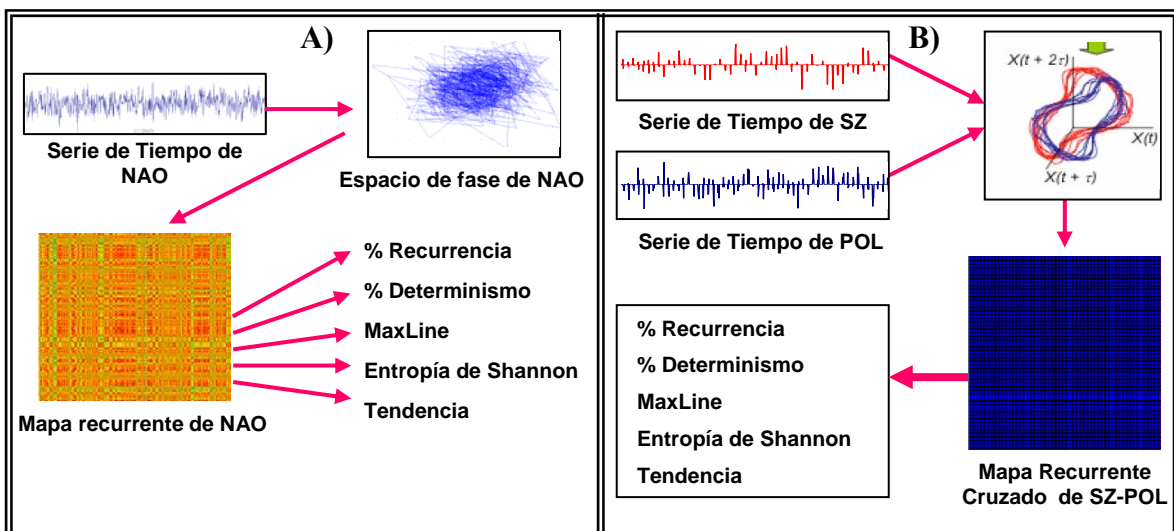 A)
Serie de Tiempo de
NAO
Espacio de fase de NAO
Mapa recurrente de NAO
% Recurrencia
% Determinismo
MaxLine
Entropía de Shannon
Tendencia
B)
Serie de Tiempo de SZ
Serie de Tiempo de POL
X(t + 2τ)
X(t)
X(t + τ)
% Recurrencia
% Determinismo
MaxLine
Entropía de Shannon
Tendencia
Mapa Recurrente
Cruzado de SZ-POL